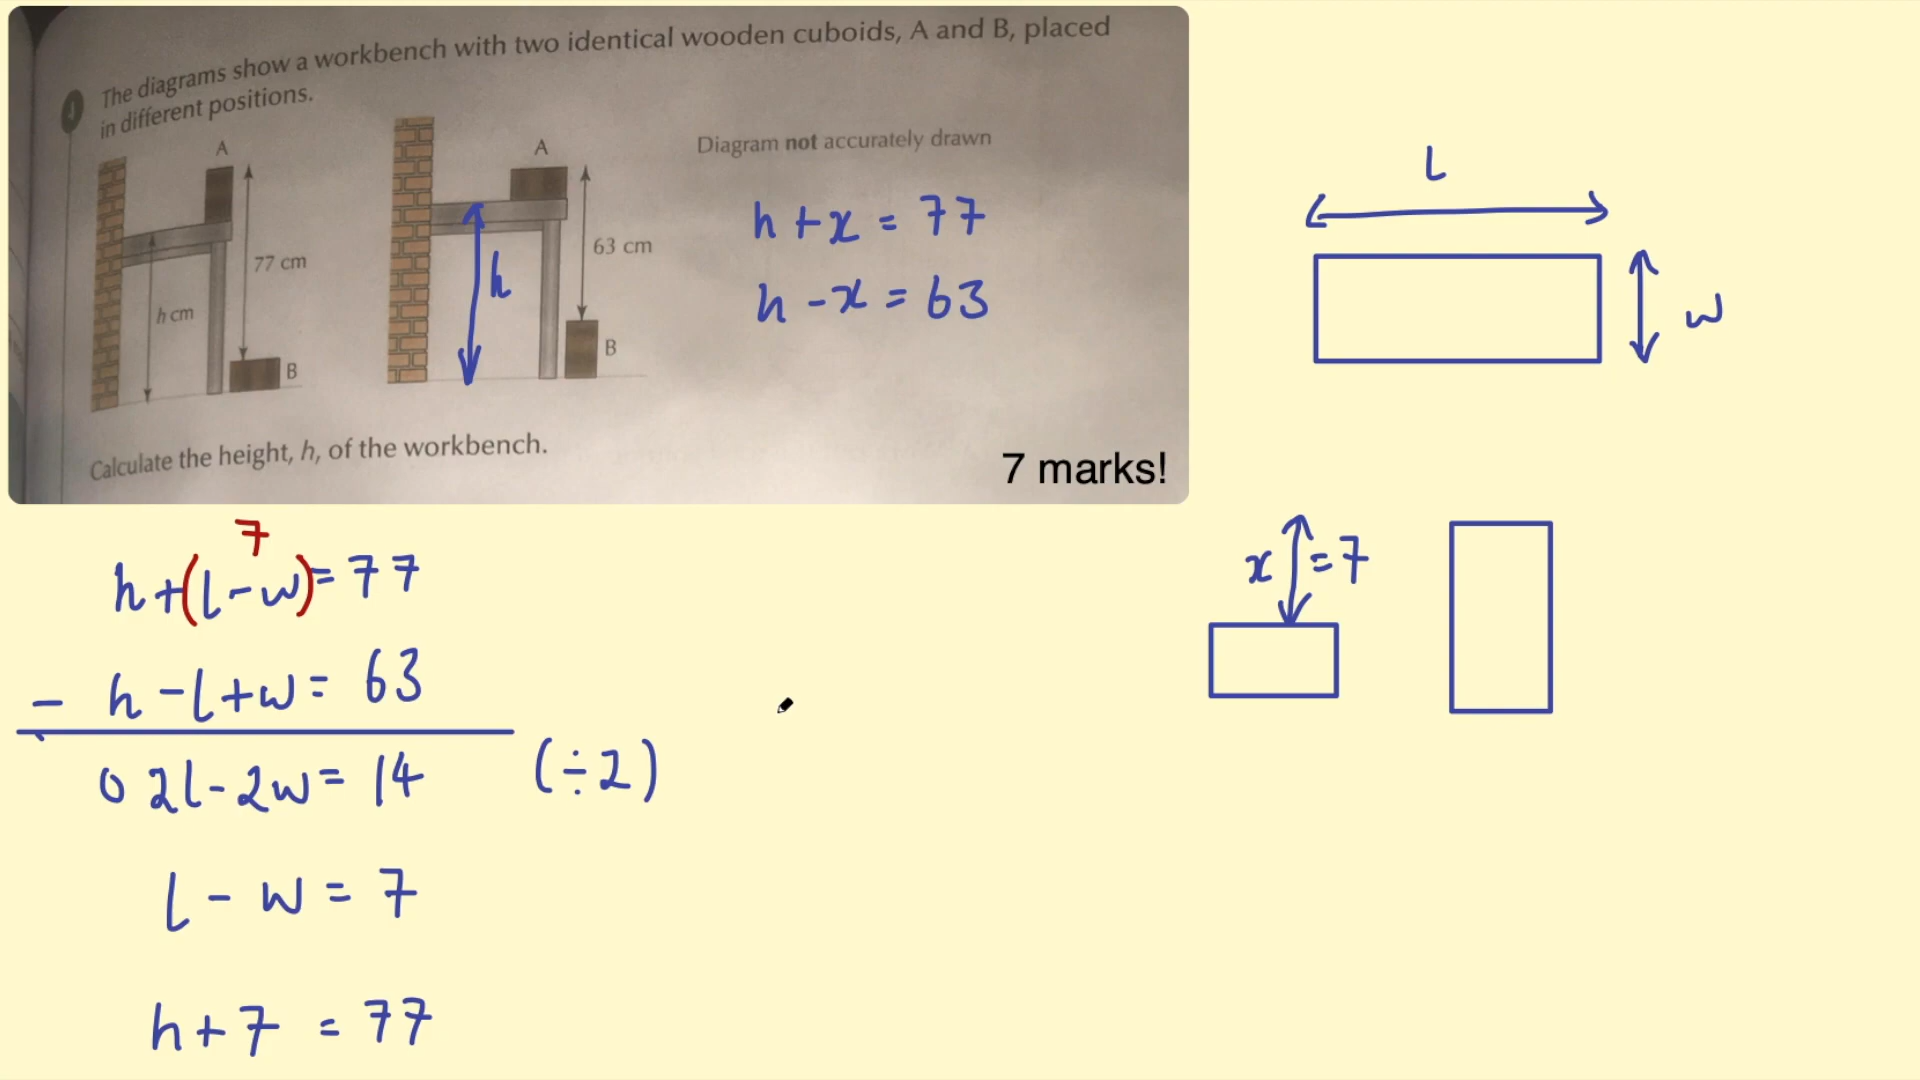 The diagrams show a workbench with two identical wooden cuboids, A and B, placed
in different positions.
A
A
Diagram not accurately drawn
77 cm
63 cm
h cm
h
B
B
h + x = 77
h - x = 63
Calculate the height, h, of the workbench.
7 marks!
L
w
x = 7
7
h + (l - w) = 77
- h - l + w = 63
0 2l - 2w = 14 (÷2)
l - w = 7
h + 7 = 77